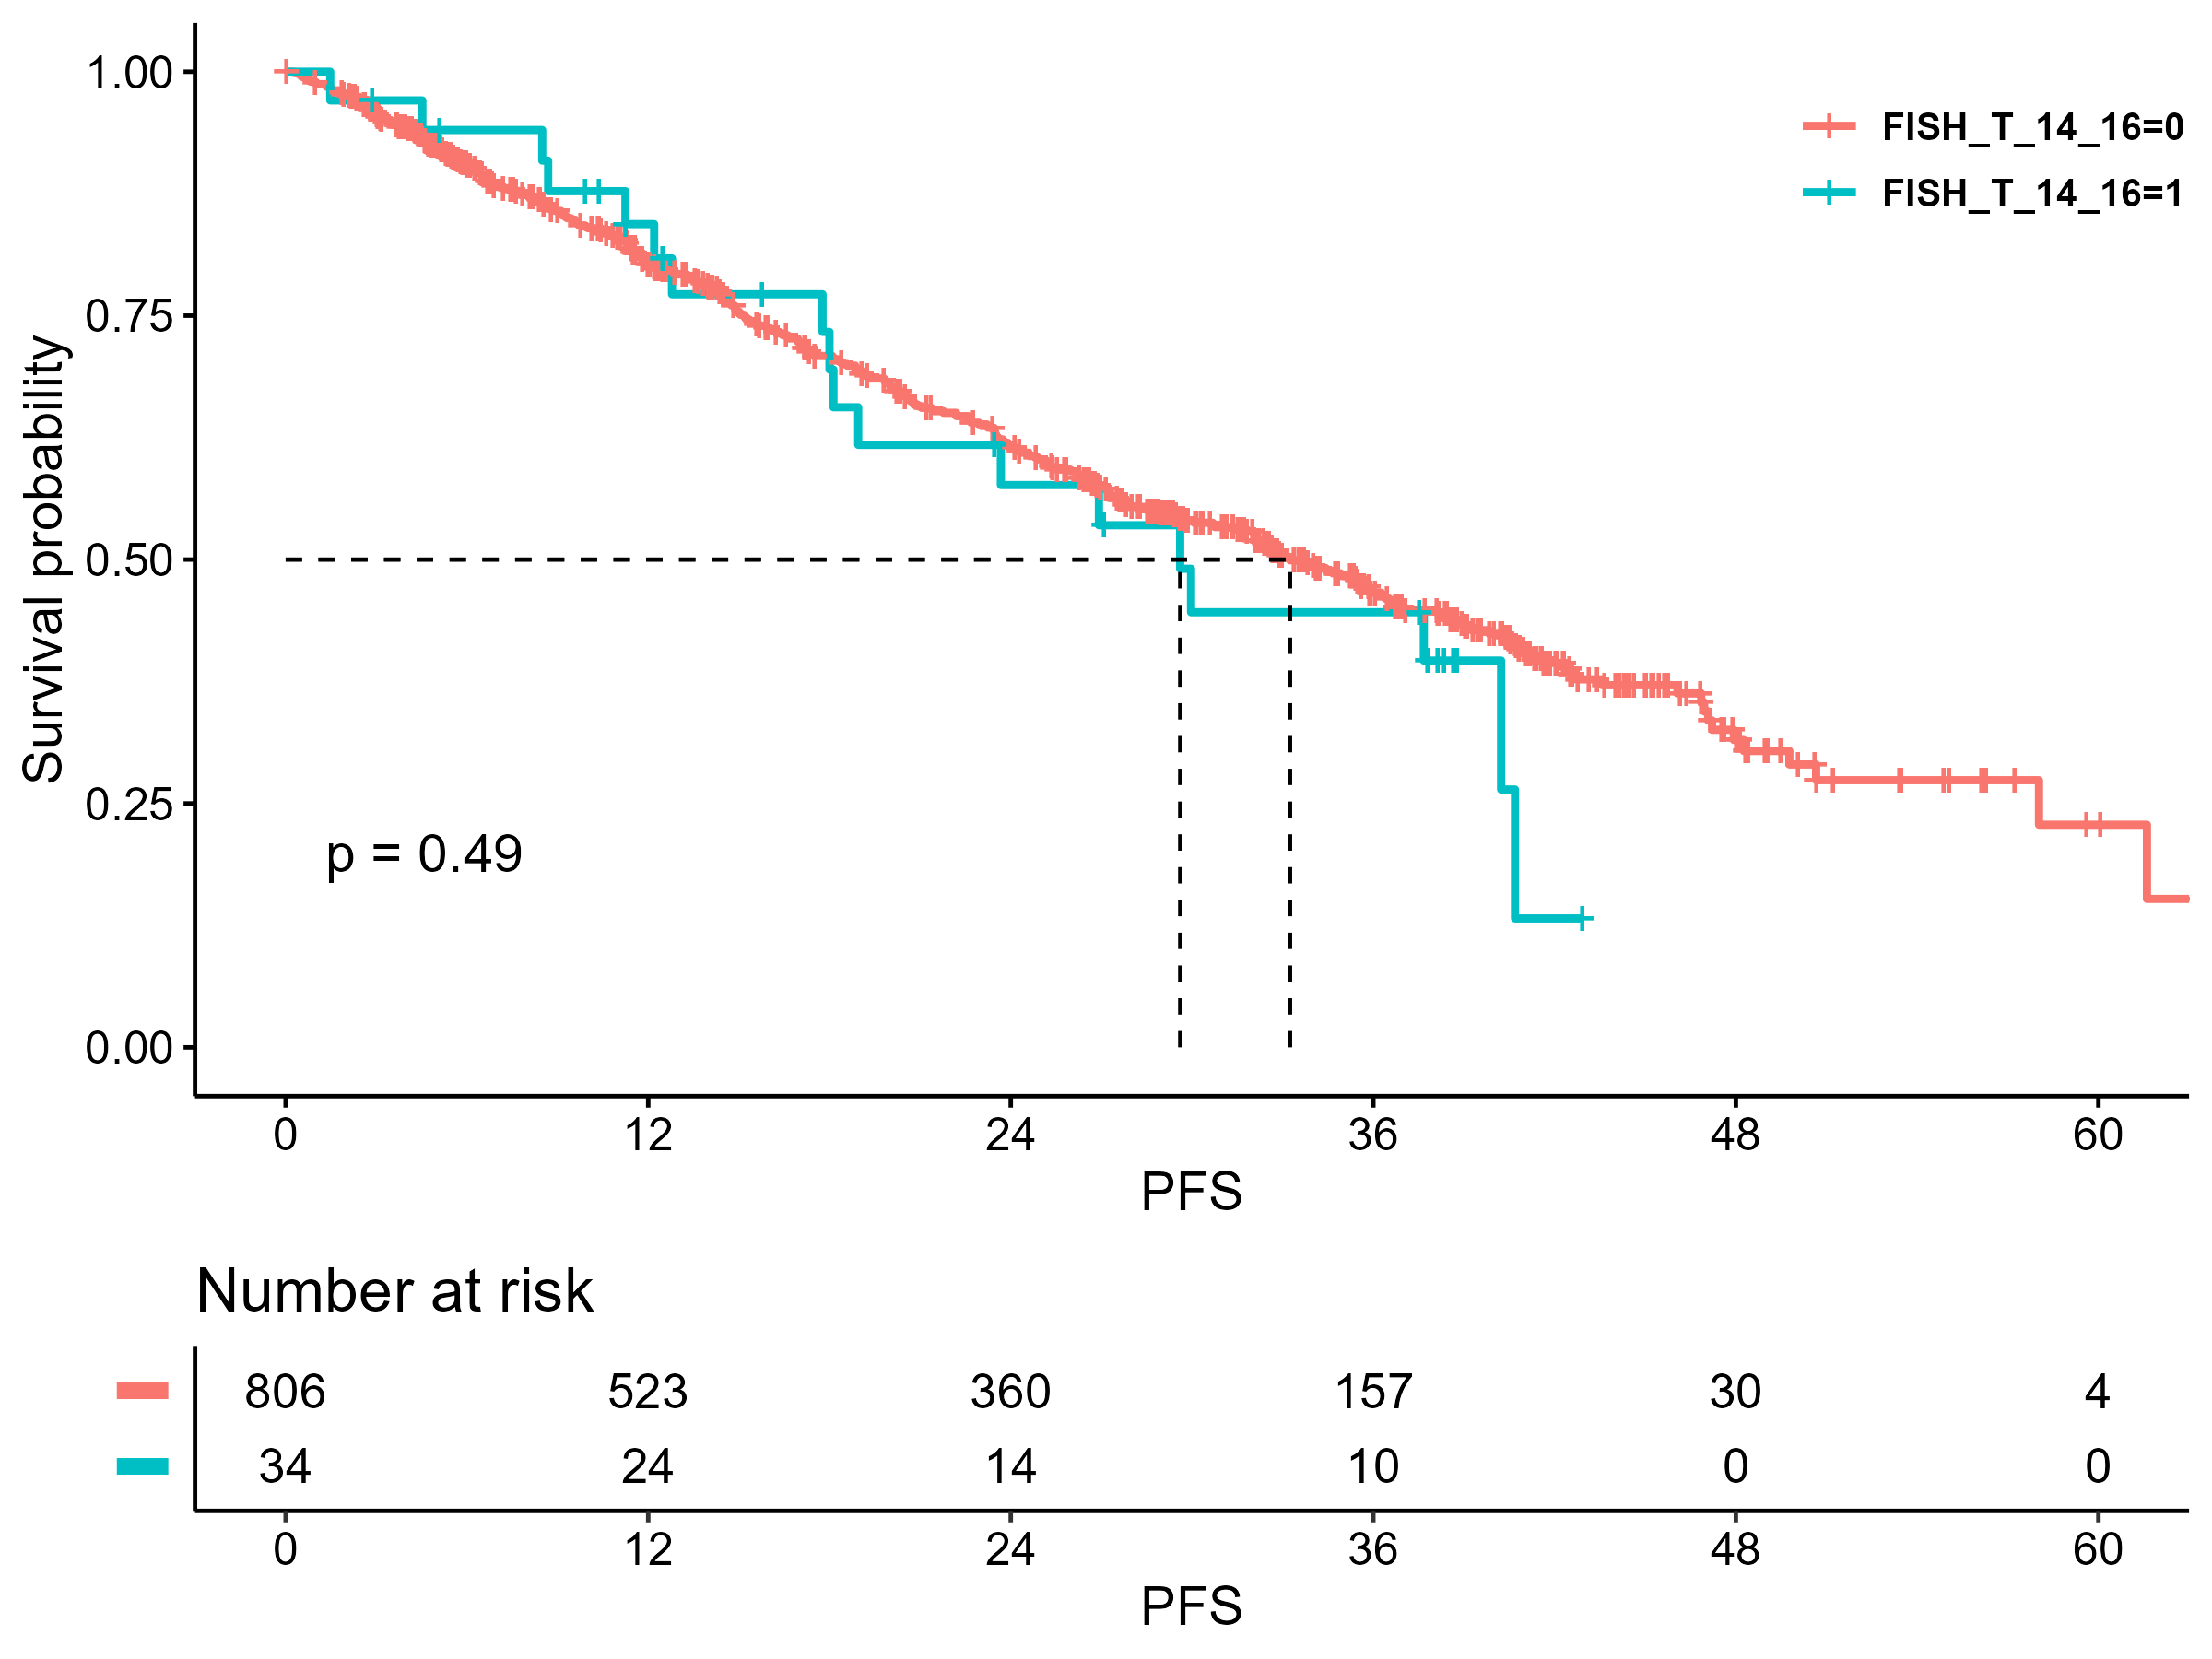 1.00
0.75
0.50
0.25
0.00
Survival probability
FISH_T_14_16=0
FISH_T_14_16=1
p = 0.49
0 12 24 36 48 60
PFS
Number at risk
806 523 360 157 30 4
34 24 14 10 0 0
0 12 24 36 48 60
PFS